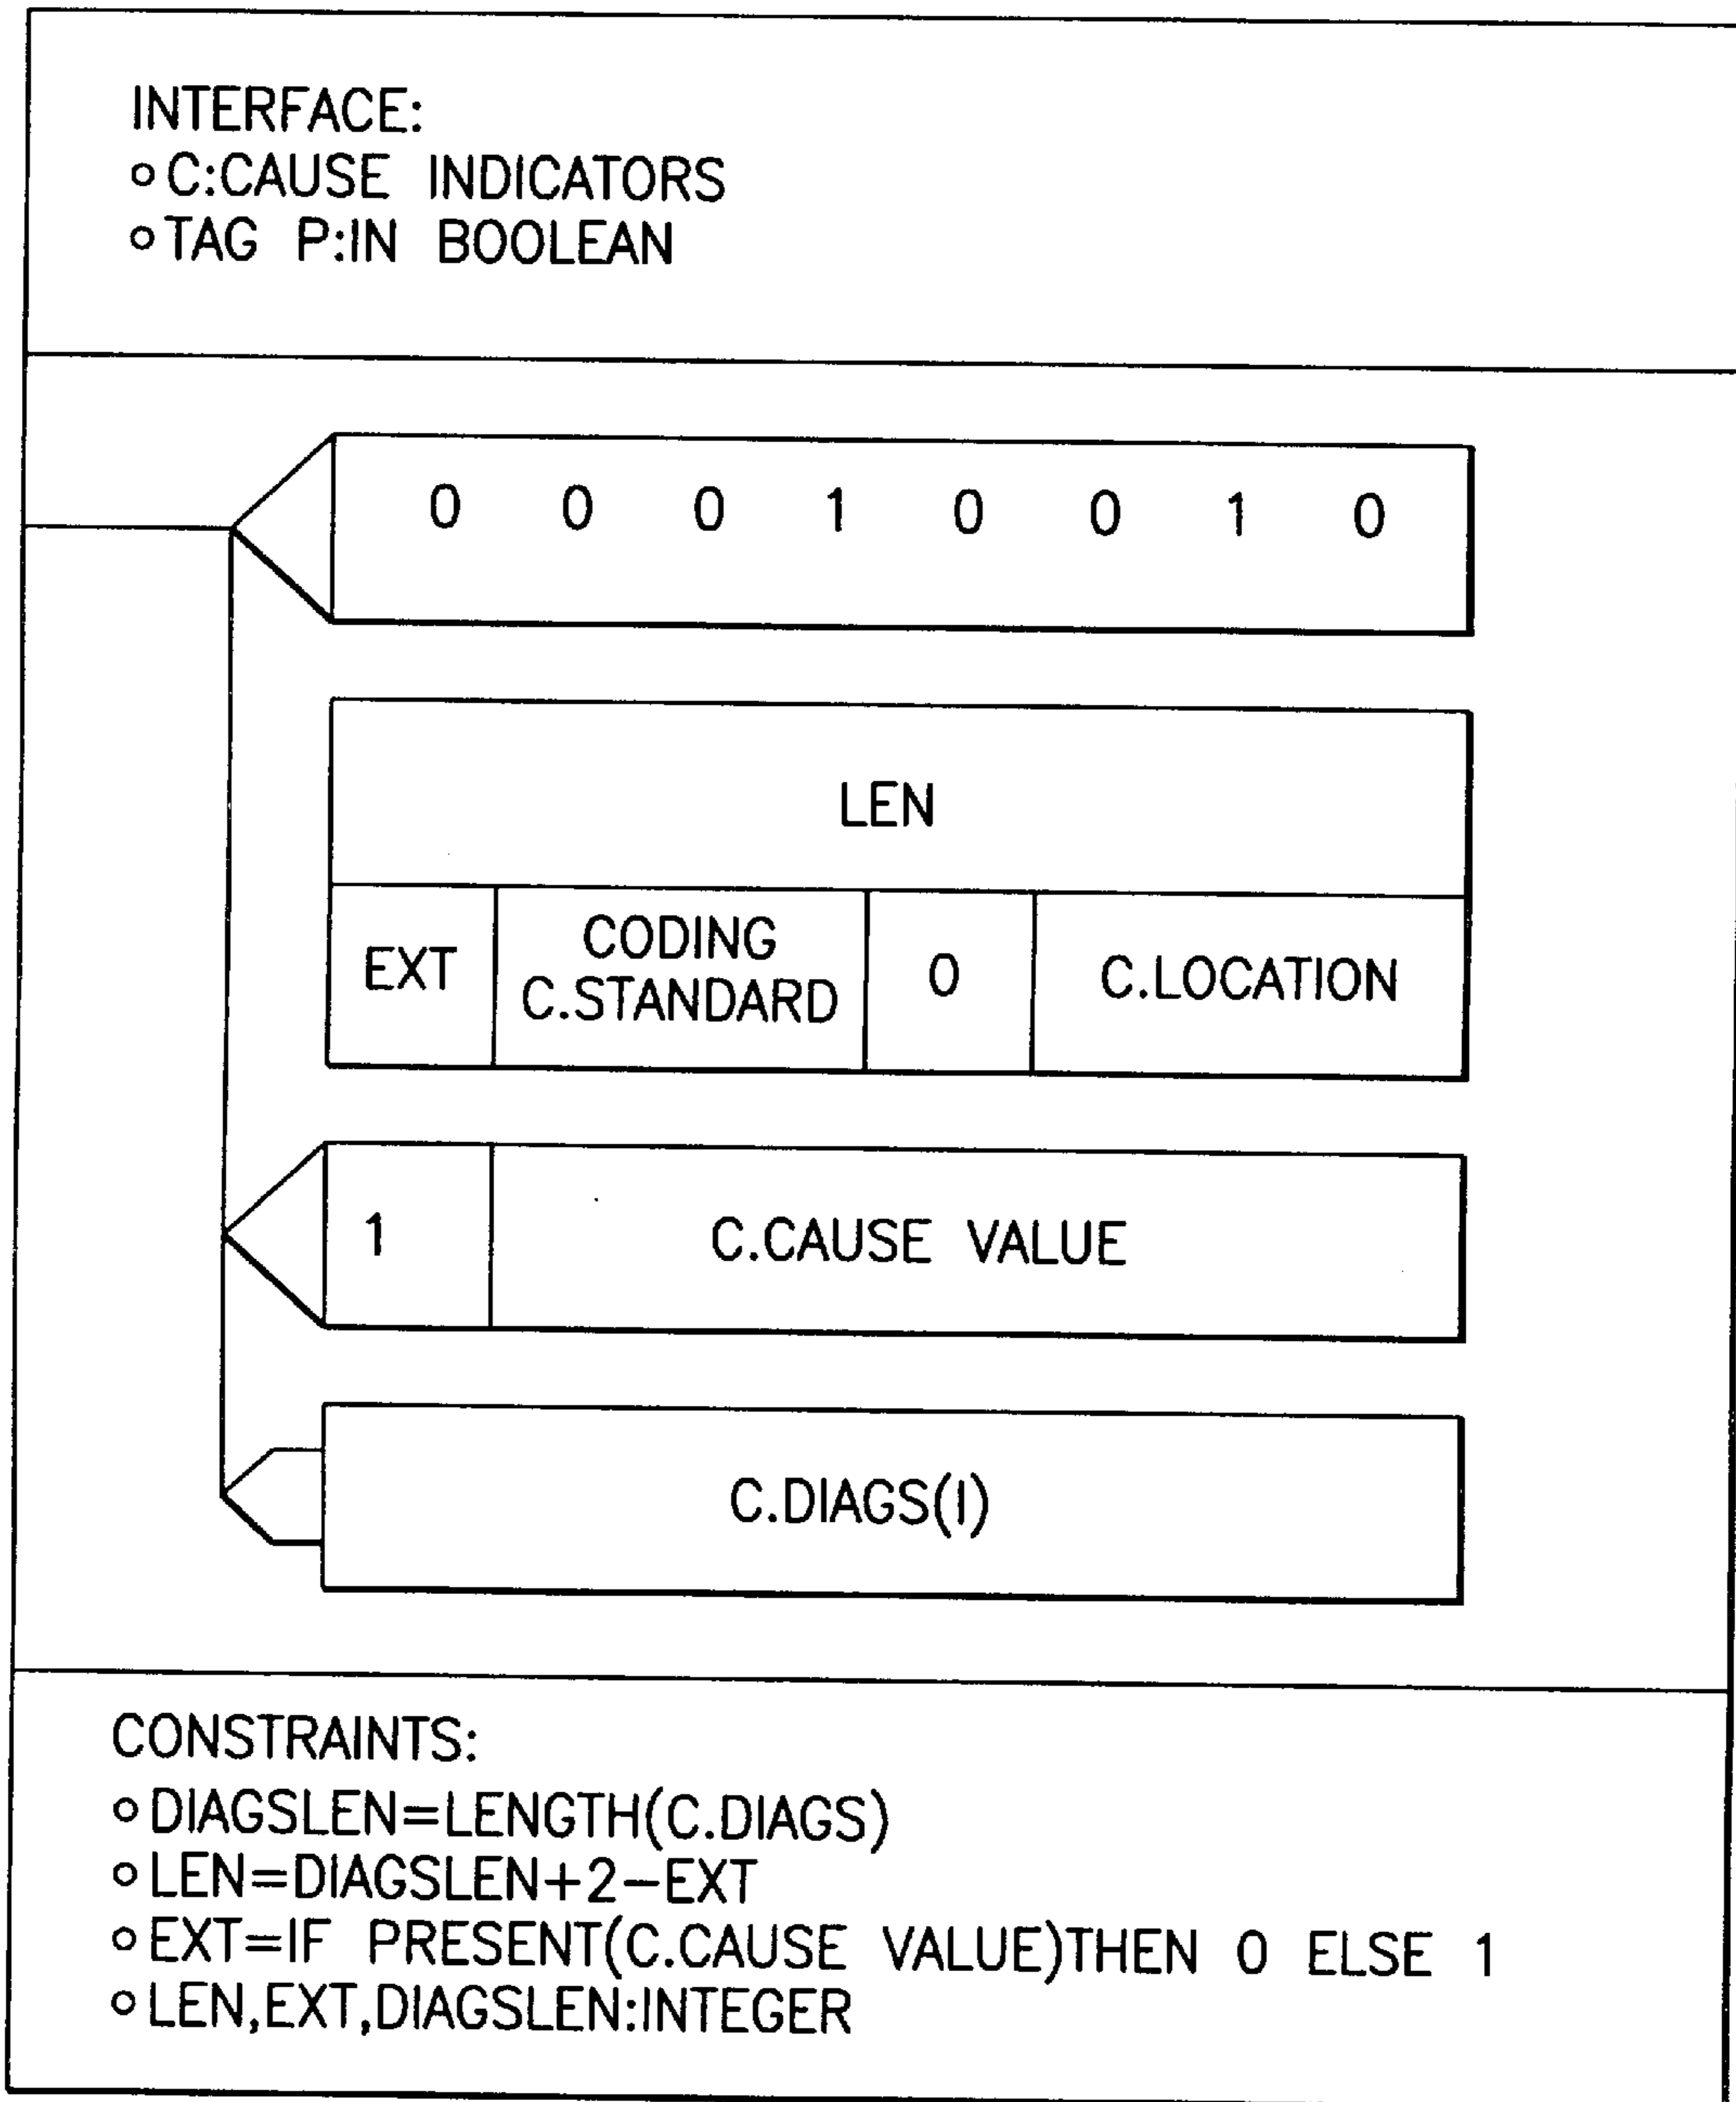 INTERFACE:
○ C:CAUSE INDICATORS
○ TAG P:IN BOOLEAN
0 0 0 1 0 0 1 0
LEN
EXT
CODING
C.STANDARD
0
C.LOCATION
1
C.CAUSE VALUE
C.DIAGS(I)
CONSTRAINTS:
○ DIAGSLEN=LENGTH(C.DIAGS)
○ LEN=DIAGSLEN+2−EXT
○ EXT=IF PRESENT(C.CAUSE VALUE)THEN 0 ELSE 1
○ LEN,EXT,DIAGSLEN:INTEGER